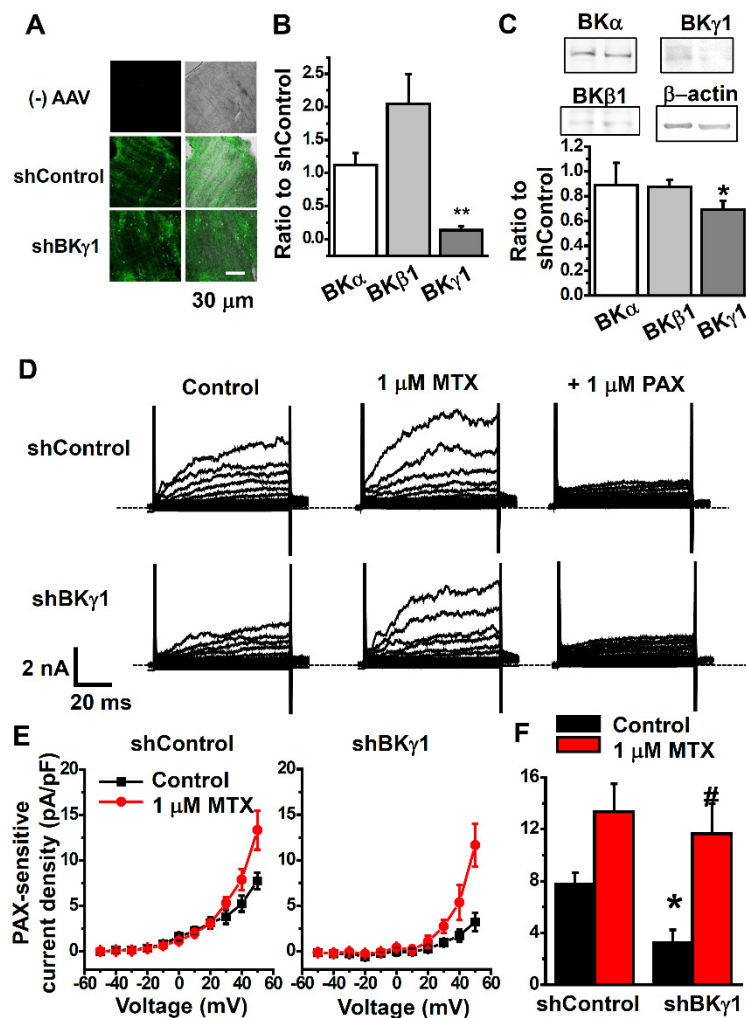 A
(-) AAV
shControl
shBKγ1
30 μm
B
Ratio to shControl
2.5
2.0
1.5
1.0
0.5
0.0
**
BKα
BKβ1
BKγ1
C
BKα
BKγ1
BKβ1
β–actin
Ratio to
shControl
1.0
0.8
0.6
0.4
0.2
0.0
*
BKα
BKβ1
BKγ1
D
Control
1 μM MTX
+ 1 μM PAX
shControl
shBKγ1
2 nA
20 ms
E
shControl
shBKγ1
PAX-sensitive
current density (pA/pF)
20
15
10
5
0
Control
1 μM MTX
-60 -40 -20 0 20 40 60
Voltage (mV)
20
15
10
5
0
-60 -40 -20 0 20 40 60
Voltage (mV)
F
Control
1 μM MTX
16
12
8
4
0
*
#
shControl
shBKγ1